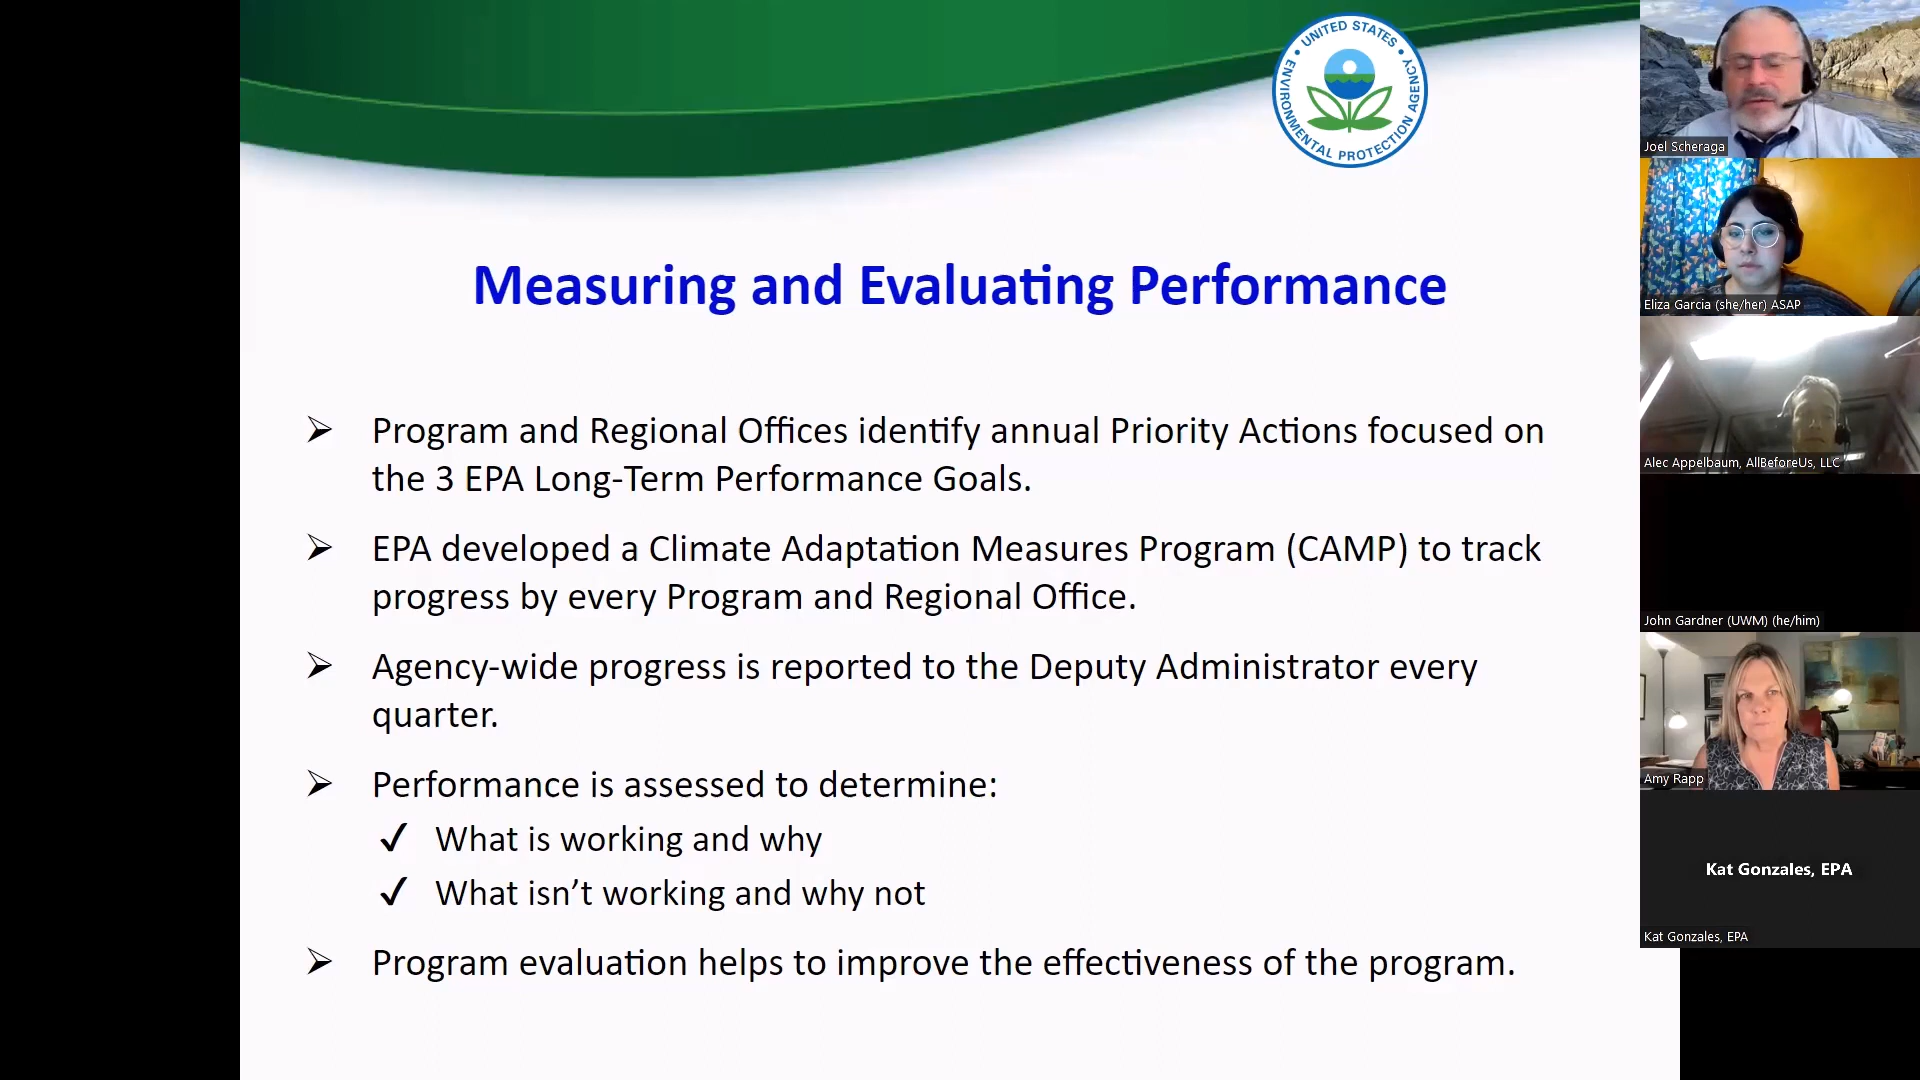 UNITED STATES
ENVIRONMENTAL PROTECTION AGENCY
Measuring and Evaluating Performance
➢ Program and Regional Offices identify annual Priority Actions focused on
the 3 EPA Long-Term Performance Goals.
➢ EPA developed a Climate Adaptation Measures Program (CAMP) to track
progress by every Program and Regional Office.
➢ Agency-wide progress is reported to the Deputy Administrator every
quarter.
➢ Performance is assessed to determine:
✓ What is working and why
✓ What isn’t working and why not
➢ Program evaluation helps to improve the effectiveness of the program.
Joel Scheraga
Eliza Garcia (she/her) ASAP
Alec Appelbaum, AllBeforeUs, LLC
John Gardner (UWM) (he/him)
Amy Rapp
Kat Gonzales, EPA
Kat Gonzales, EPA